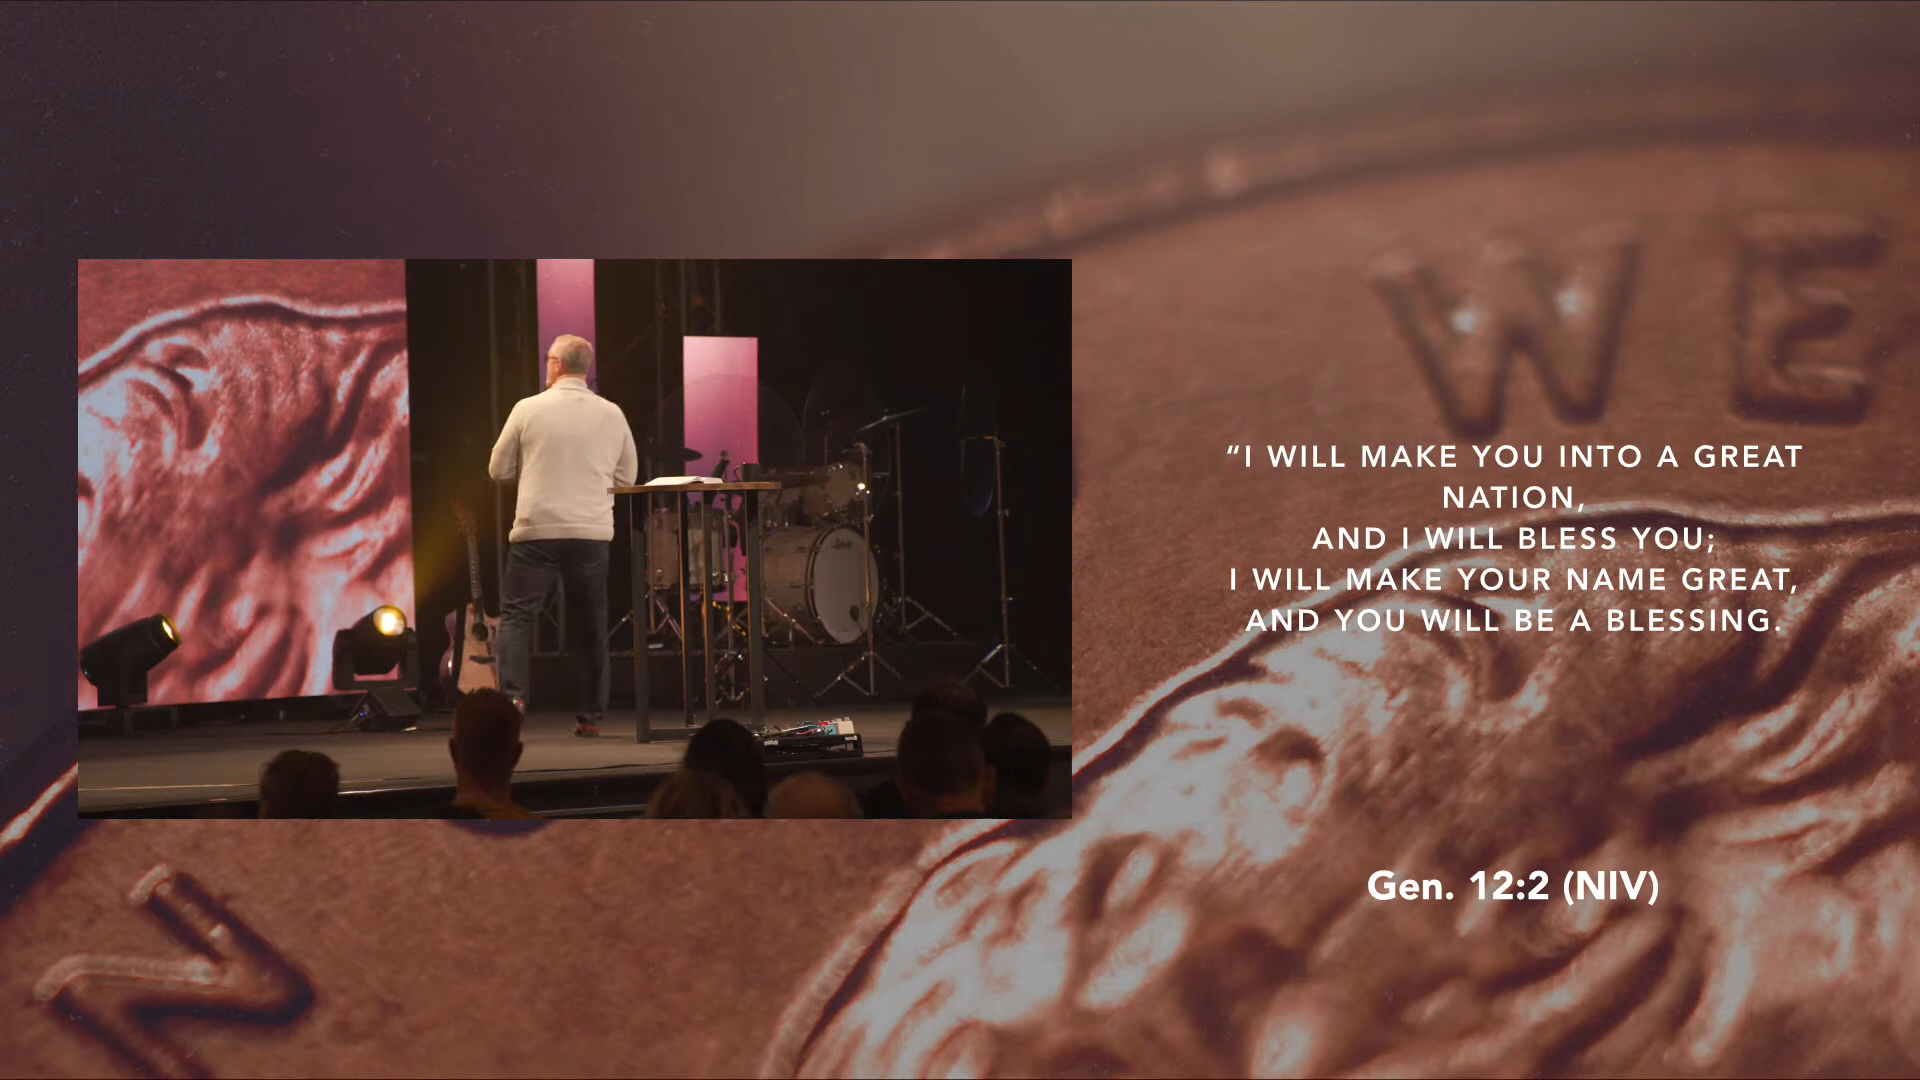 WE
“I WILL MAKE YOU INTO A GREAT
NATION,
AND I WILL BLESS YOU;
I WILL MAKE YOUR NAME GREAT,
AND YOU WILL BE A BLESSING.
Gen. 12:2 (NIV)
N